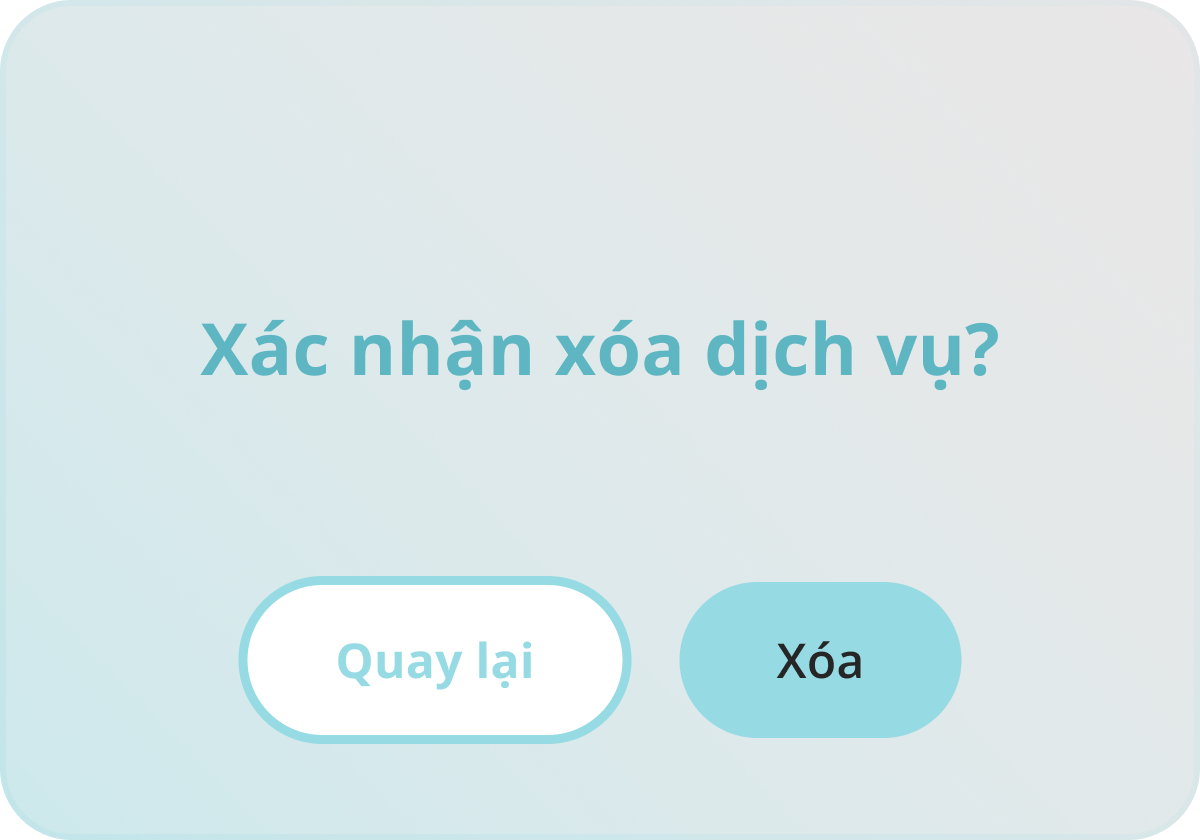 Xác nhận xóa dịch vụ?
Quay lại
Xóa